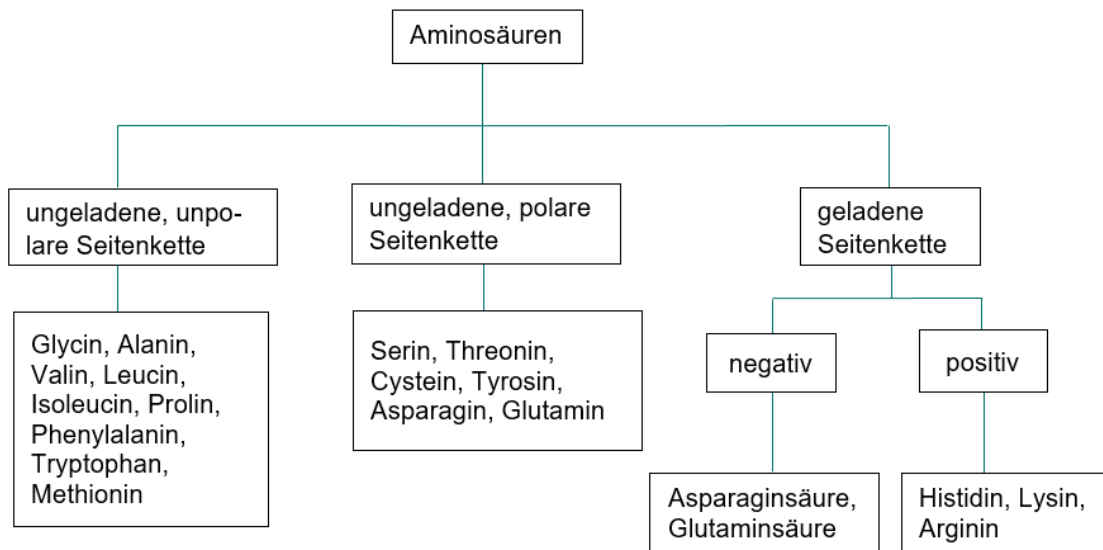 Aminosäuren
ungeladene, unpo-
lare Seitenkette
ungeladene, polare
Seitenkette
geladene
Seitenkette
Glycin, Alanin,
Valin, Leucin,
Isoleucin, Prolin,
Phenylalanin,
Tryptophan,
Methionin
Serin, Threonin,
Cystein, Tyrosin,
Asparagin, Glutamin
negativ
positiv
Asparaginsäure,
Glutaminsäure
Histidin, Lysin,
Arginin